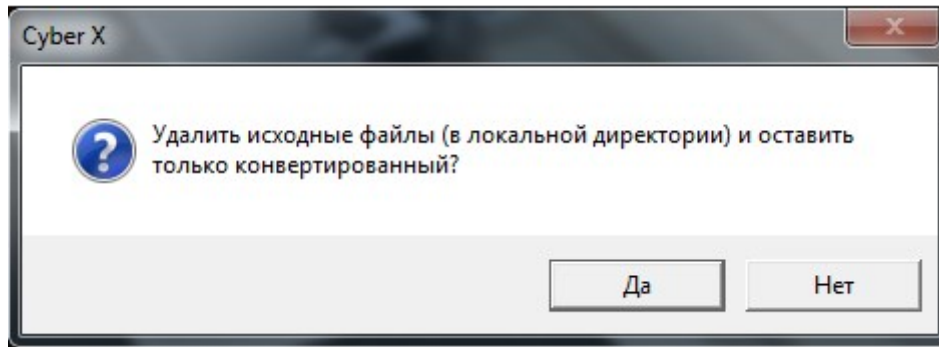 Cyber X
Удалить исходные файлы (в локальной директории) и оставить
только конвертированный?
Да
Нет